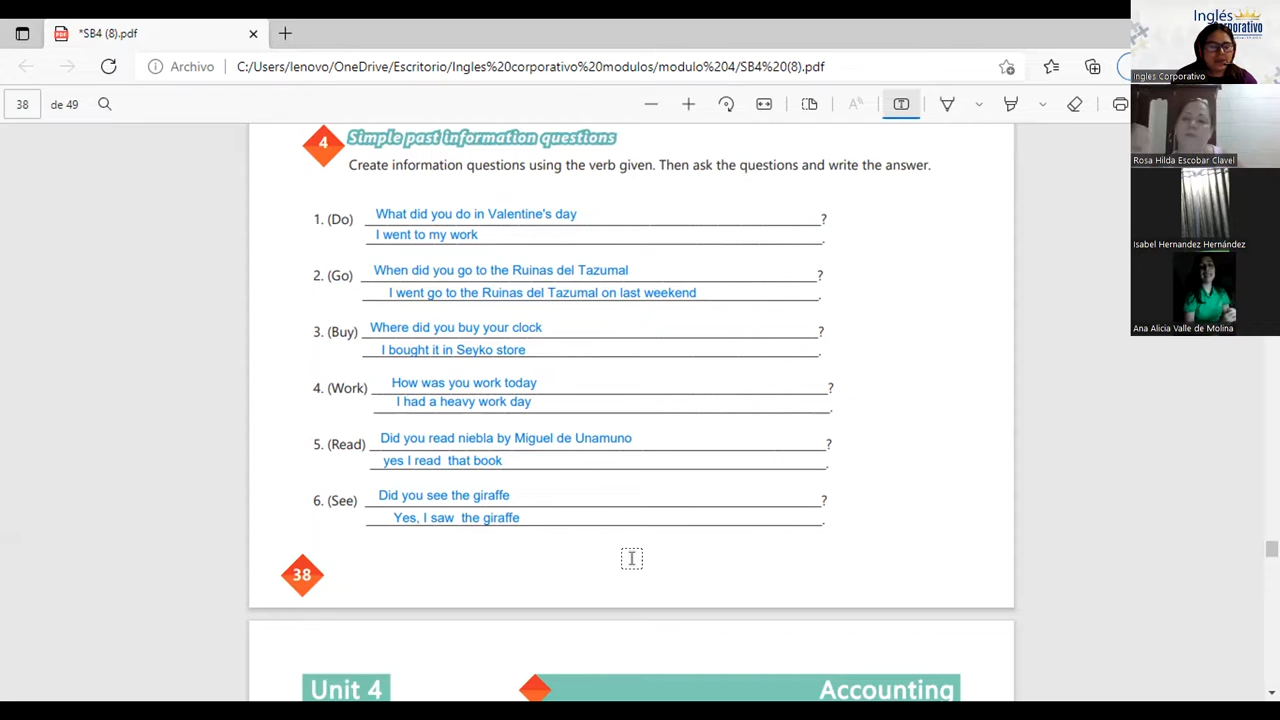 *SB4 (8).pdf
Archivo
C:/Users/lenovo/OneDrive/Escritorio/Ingles%20corporativo%20modulos/modulo%204/SB4%20(8).pdf
38 de 49
Inglés
Corporativo
Ingles Corporativo
Rosa Hilda Escobar Clavel
Isabel Hernandez Hernández
Ana Alicia Valle de Molina
4 Simple past information questions
Create information questions using the verb given. Then ask the questions and write the answer.
1. (Do) What did you do in Valentine's day ?
I went to my work .
2. (Go) When did you go to the Ruinas del Tazumal ?
I went go to the Ruinas del Tazumal on last weekend .
3. (Buy) Where did you buy your clock ?
I bought it in Seyko store .
4. (Work) How was you work today ?
I had a heavy work day .
5. (Read) Did you read niebla by Miguel de Unamuno ?
yes I read that book .
6. (See) Did you see the giraffe ?
Yes, I saw the giraffe .
38
Unit 4 Accounting